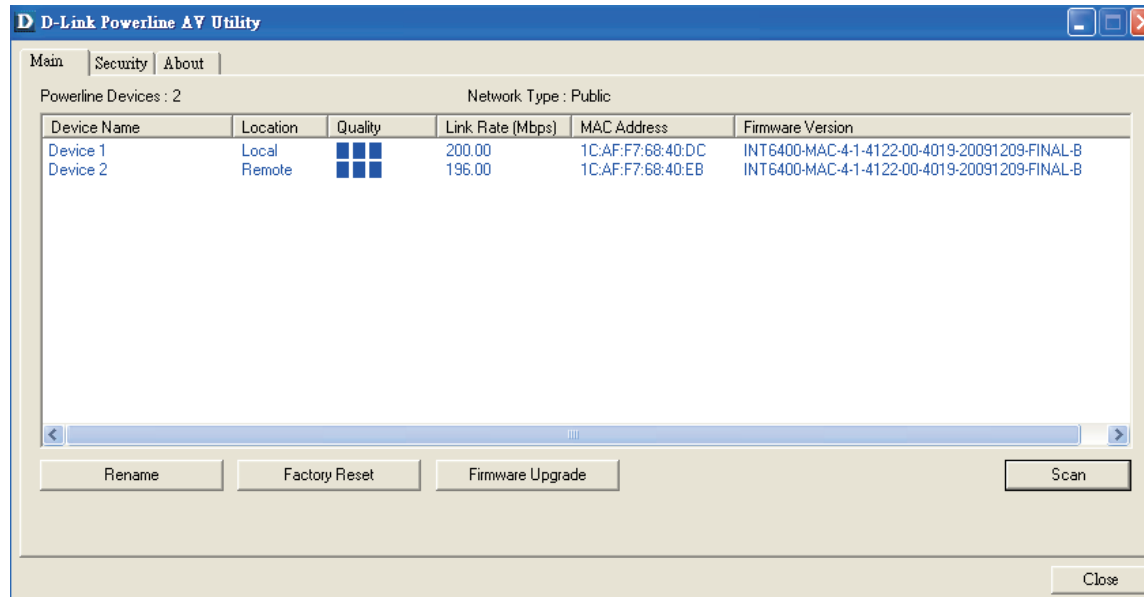 D D-Link Powerline AV Utility
Main Security About
Powerline Devices : 2 Network Type : Public
Device Name Location Quality Link Rate (Mbps) MAC Address Firmware Version
Device 1 Local 200.00 1C:AF:F7:68:40:DC INT6400-MAC-4-1-4122-00-4019-20091209-FINAL-B
Device 2 Remote 196.00 1C:AF:F7:68:40:EB INT6400-MAC-4-1-4122-00-4019-20091209-FINAL-B
Rename Factory Reset Firmware Upgrade Scan
Close